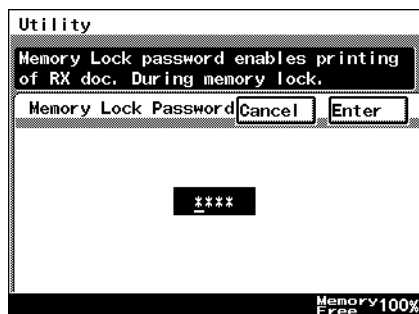 Utility
Memory Lock password enables printing
of RX doc. During memory lock.
Memory Lock Password Cancel Enter
****
Memory
Free 100%